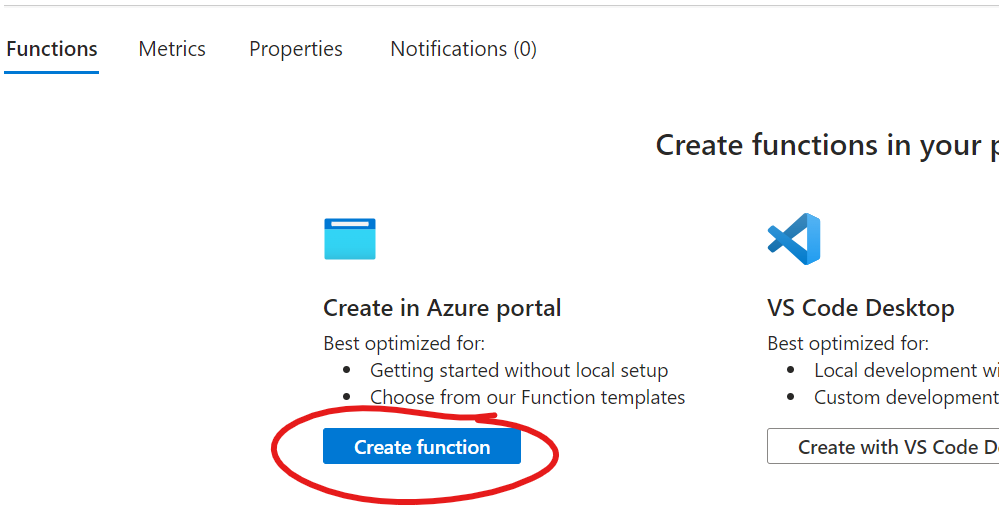 Functions Metrics Properties Notifications (0)
Create functions in your
Create in Azure portal
Best optimized for:
• Getting started without local setup
• Choose from our Function templates
Create function
VS Code Desktop
Best optimized for:
• Local development
• Custom development
Create with VS Code